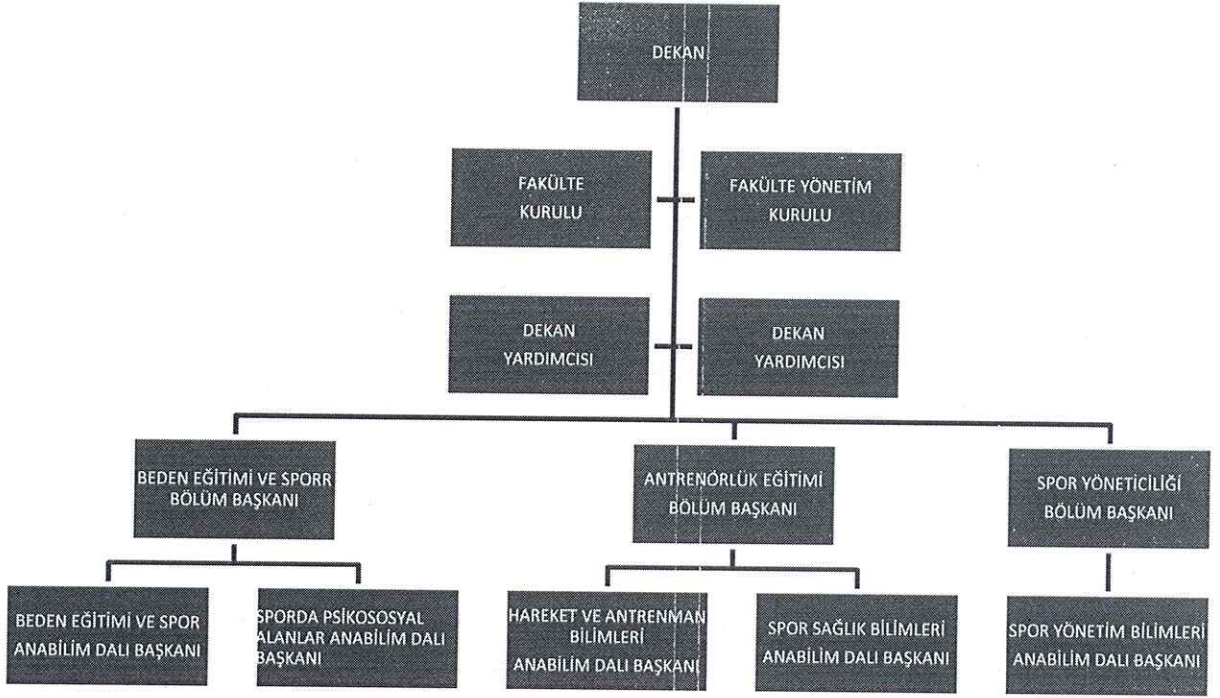 DEKAN
FAKÜLTE
KURULU
FAKÜLTE YÖNETİM
KURULU
DEKAN
YARDIMCISI
DEKAN
YARDIMCISI
BEDEN EĞİTİMİ VE SPORR
BÖLÜM BAŞKANI
ANTRENÖRLÜK EĞİTİMİ
BÖLÜM BAŞKANI
SPOR YÖNETİCİLİĞİ
BÖLÜM BAŞKANI
BEDEN EĞİTİMİ VE SPOR
ANABİLİM DALI BAŞKANI
SPORDA PSİKOSOSYAL
ALANLAR ANABİLİM DALI
BAŞKANI
HAREKET VE ANTRENMAN
BİLİMLERİ
ANABİLİM DALI BAŞKANI
SPOR SAĞLIK BİLİMLERİ
ANABİLİM DALI BAŞKANI
SPOR YÖNETİM BİLİMLERİ
ANABİLİM DALI BAŞKANI